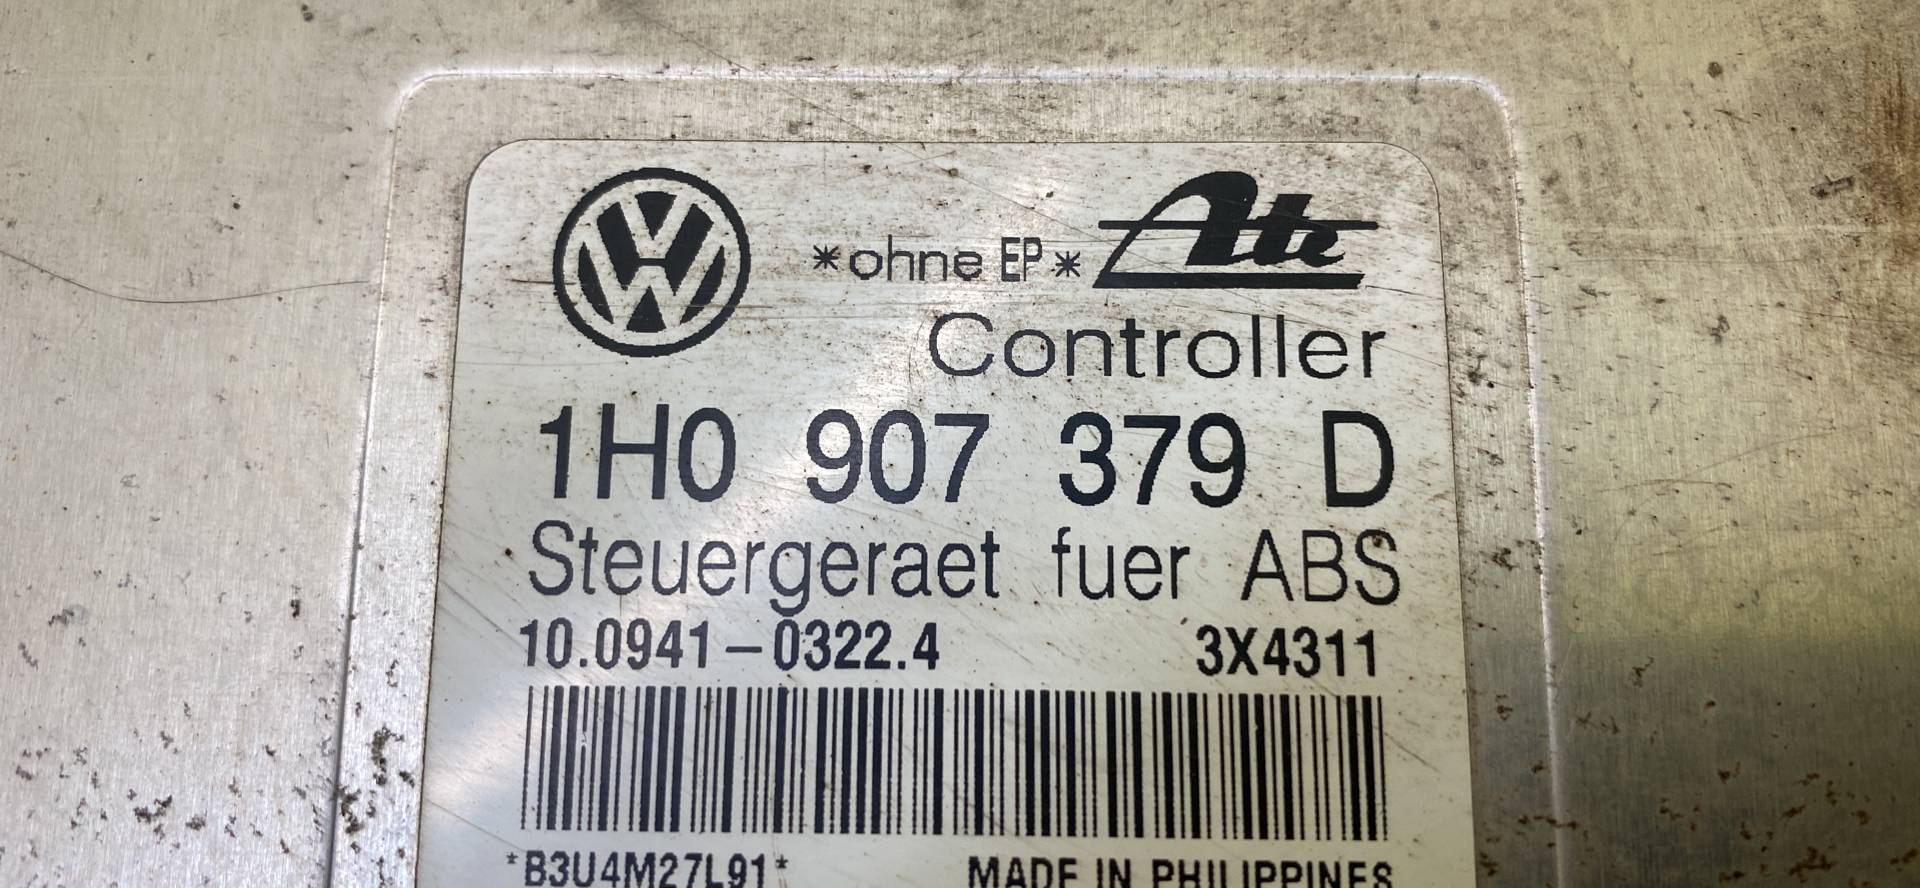 *ohne EP* Ate
Controller
1H0 907 379 D
Steuergeraet fuer ABS
10.0941-0322.4 3X4311
*B3U4M27L91* MADE IN PHILIPPINES